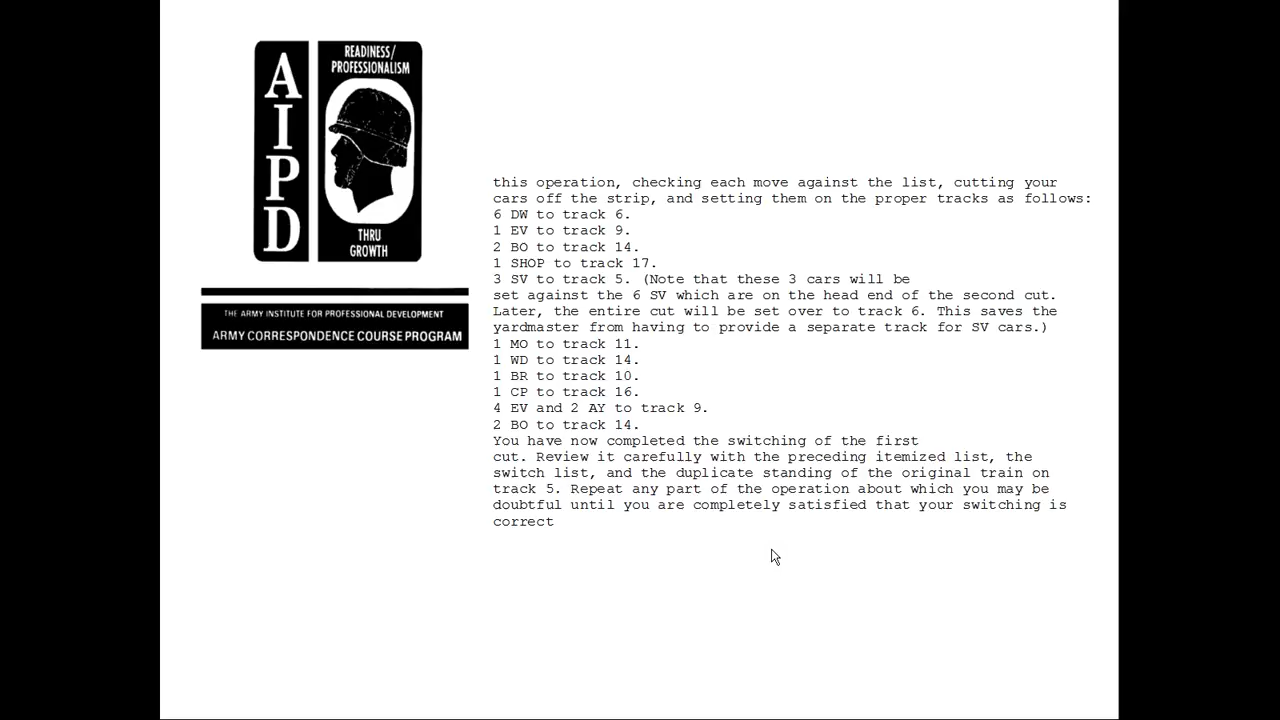 A
I
P
D
READINESS/
PROFESSIONALISM
THRU
GROWTH
THE ARMY INSTITUTE FOR PROFESSIONAL DEVELOPMENT
ARMY CORRESPONDENCE COURSE PROGRAM
this operation, checking each move against the list, cutting your
cars off the strip, and setting them on the proper tracks as follows:
6 DW to track 6.
1 EV to track 9.
2 BO to track 14.
1 SHOP to track 17.
3 SV to track 5. (Note that these 3 cars will be
set against the 6 SV which are on the head end of the second cut.
Later, the entire cut will be set over to track 6. This saves the
yardmaster from having to provide a separate track for SV cars.)
1 MO to track 11.
1 WD to track 14.
1 BR to track 10.
1 CP to track 16.
4 EV and 2 AY to track 9.
2 BO to track 14.
You have now completed the switching of the first
cut. Review it carefully with the preceding itemized list, the
switch list, and the duplicate standing of the original train on
track 5. Repeat any part of the operation about which you may be
doubtful until you are completely satisfied that your switching is
correct